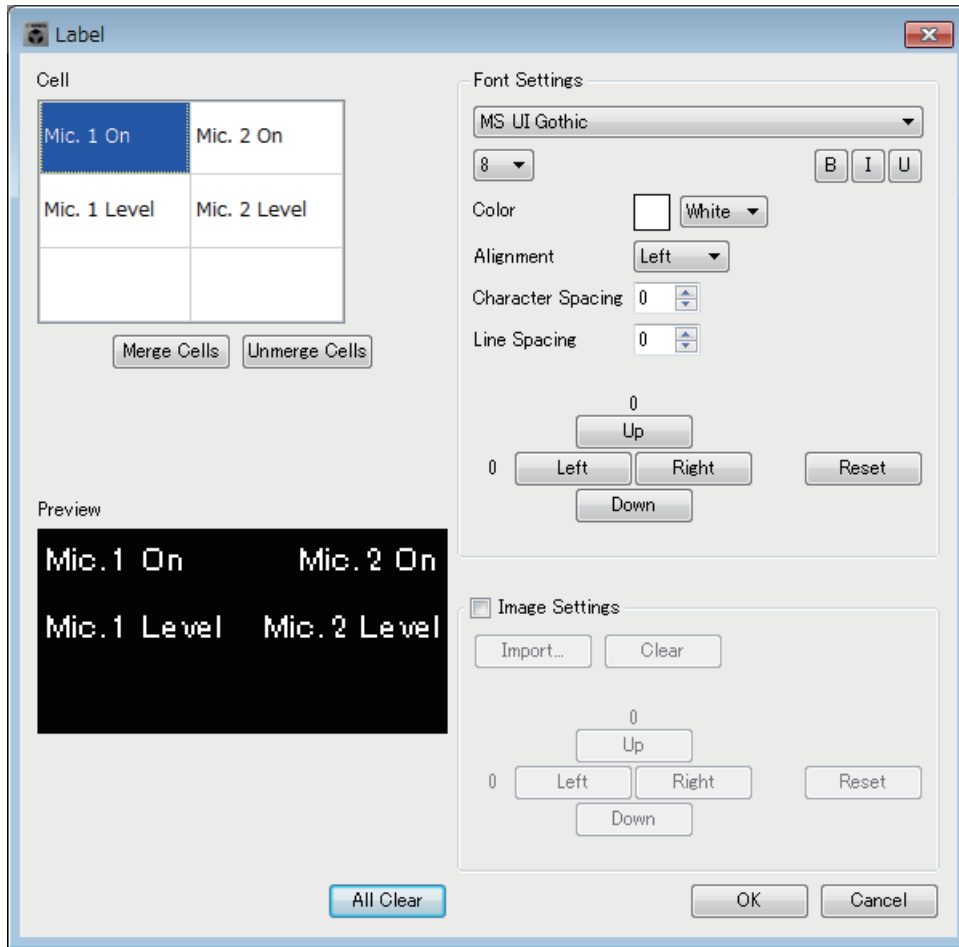 Label
Cell
Mic. 1 On Mic. 2 On
Mic. 1 Level Mic. 2 Level
Merge Cells Unmerge Cells
Preview
Mic.1 On Mic.2 On
Mic.1 Level Mic.2 Level
All Clear
Font Settings
MS UI Gothic
8 B I U
Color White
Alignment Left
Character Spacing 0
Line Spacing 0
0
Up
0 Left Right Reset
Down
Image Settings
Import... Clear
0
Up
0 Left Right Reset
Down
OK Cancel